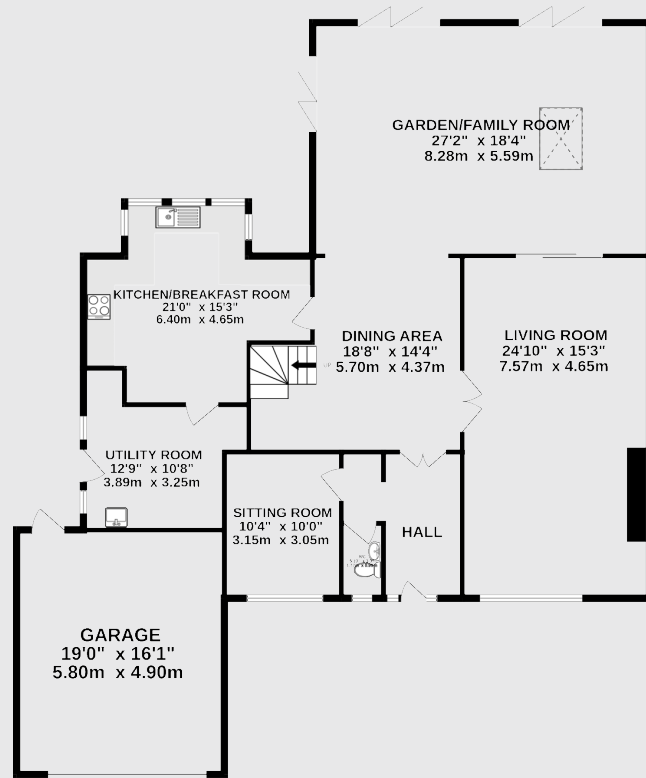 GARDEN/FAMILY ROOM
27'2" x 18'4"
8.28m x 5.59m
KITCHEN/BREAKFAST ROOM
21'0" x 15'3"
6.40m x 4.65m
DINING AREA
18'8" x 14'4"
5.70m x 4.37m
LIVING ROOM
24'10" x 15'3"
7.57m x 4.65m
UTILITY ROOM
12'9" x 10'8"
3.89m x 3.25m
SITTING ROOM
10'4" x 10'0"
3.15m x 3.05m
HALL
GARAGE
19'0" x 16'1"
5.80m x 4.90m